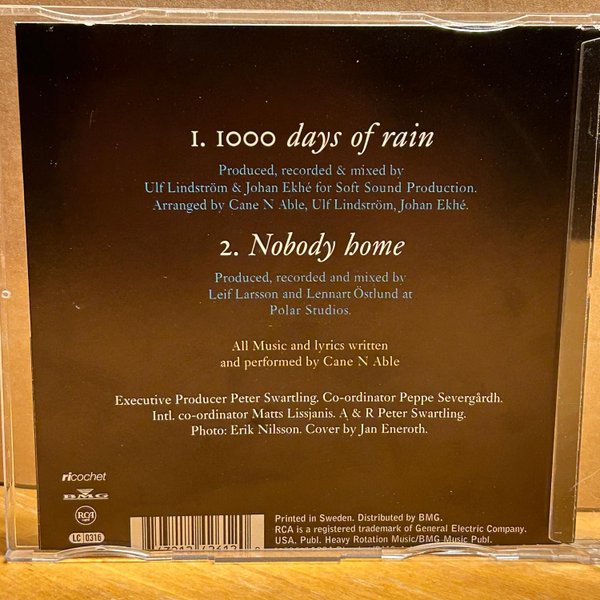 1. 1000 days of rain
Produced, recorded & mixed by
Ulf Lindström & Johan Ekhé for Soft Sound Production.
Arranged by Cane N Able, Ulf Lindström, Johan Ekhé.
2. Nobody home
Produced, recorded and mixed by
Leif Larsson and Lennart Östlund at
Polar Studios.
All Music and lyrics written
and performed by Cane N Able
Executive Producer Peter Swartling. Co-ordinator Peppe Severgårdh.
Intl. co-ordinator Matts Lissjanis. A & R Peter Swartling.
Photo: Erik Nilsson. Cover by Jan Eneroth.
ricochet
BMG
RCA
LC 0316
Printed in Sweden. Distributed by BMG.
RCA is a registered trademark of General Electric Company.
USA. Publ. Heavy Rotation Music/BMG Music Publ.